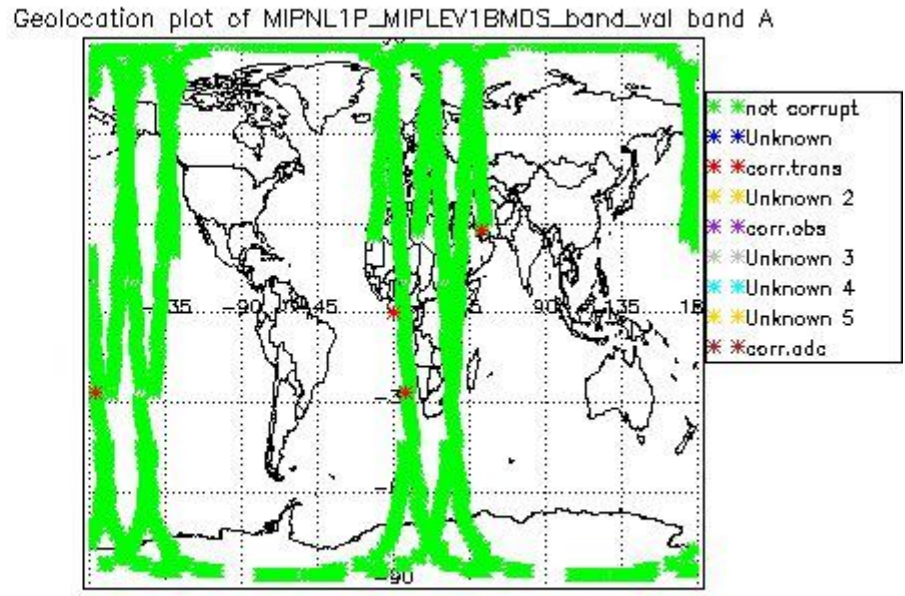 Geolocation plot of MIPNL1P_MIPLEV1BMDS_band_val band A
not corrupt
Unknown
corr.trans
Unknown 2
corr.obs
Unknown 3
Unknown 4
Unknown 5
corr.adc
-90
45
90
135
-90